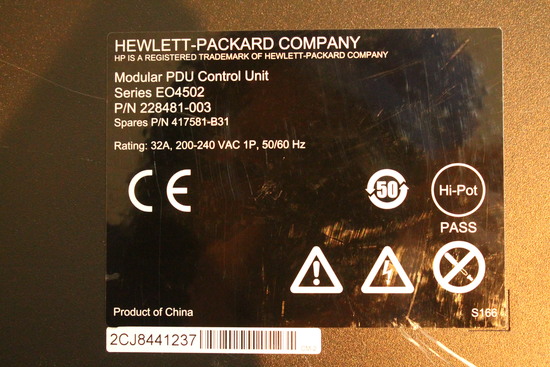 HEWLETT-PACKARD COMPANY
HP IS A REGISTERED TRADEMARK OF HEWLETT-PACKARD COMPANY
Modular PDU Control Unit
Series EO4502
P/N 228481-003
Spares P/N 417581-B31
Rating: 32A, 200-240 VAC 1P, 50/60 Hz
CE
50
Hi-Pot
PASS
Product of China
S166
2CJ8441237